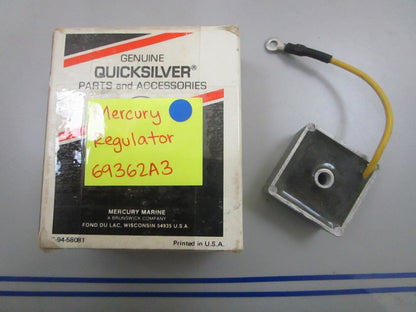 GENUINE
QUICKSILVER®
PARTS and ACCESSORIES
Mercury
Regulator
69362A3
MERCURY MARINE
A BRUNSWICK COMPANY
FOND DU LAC, WISCONSIN 54935 U.S.A.
-94-58081
Printed in U.S.A.